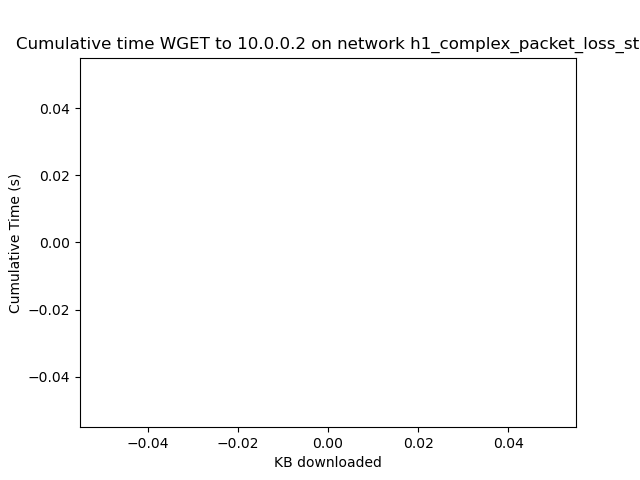 Cumulative time WGET to 10.0.0.2 on network h1_complex_packet_loss_st
0.04
0.02
0.00
−0.02
−0.04
Cumulative Time (s)
−0.04 −0.02 0.00 0.02 0.04
KB downloaded